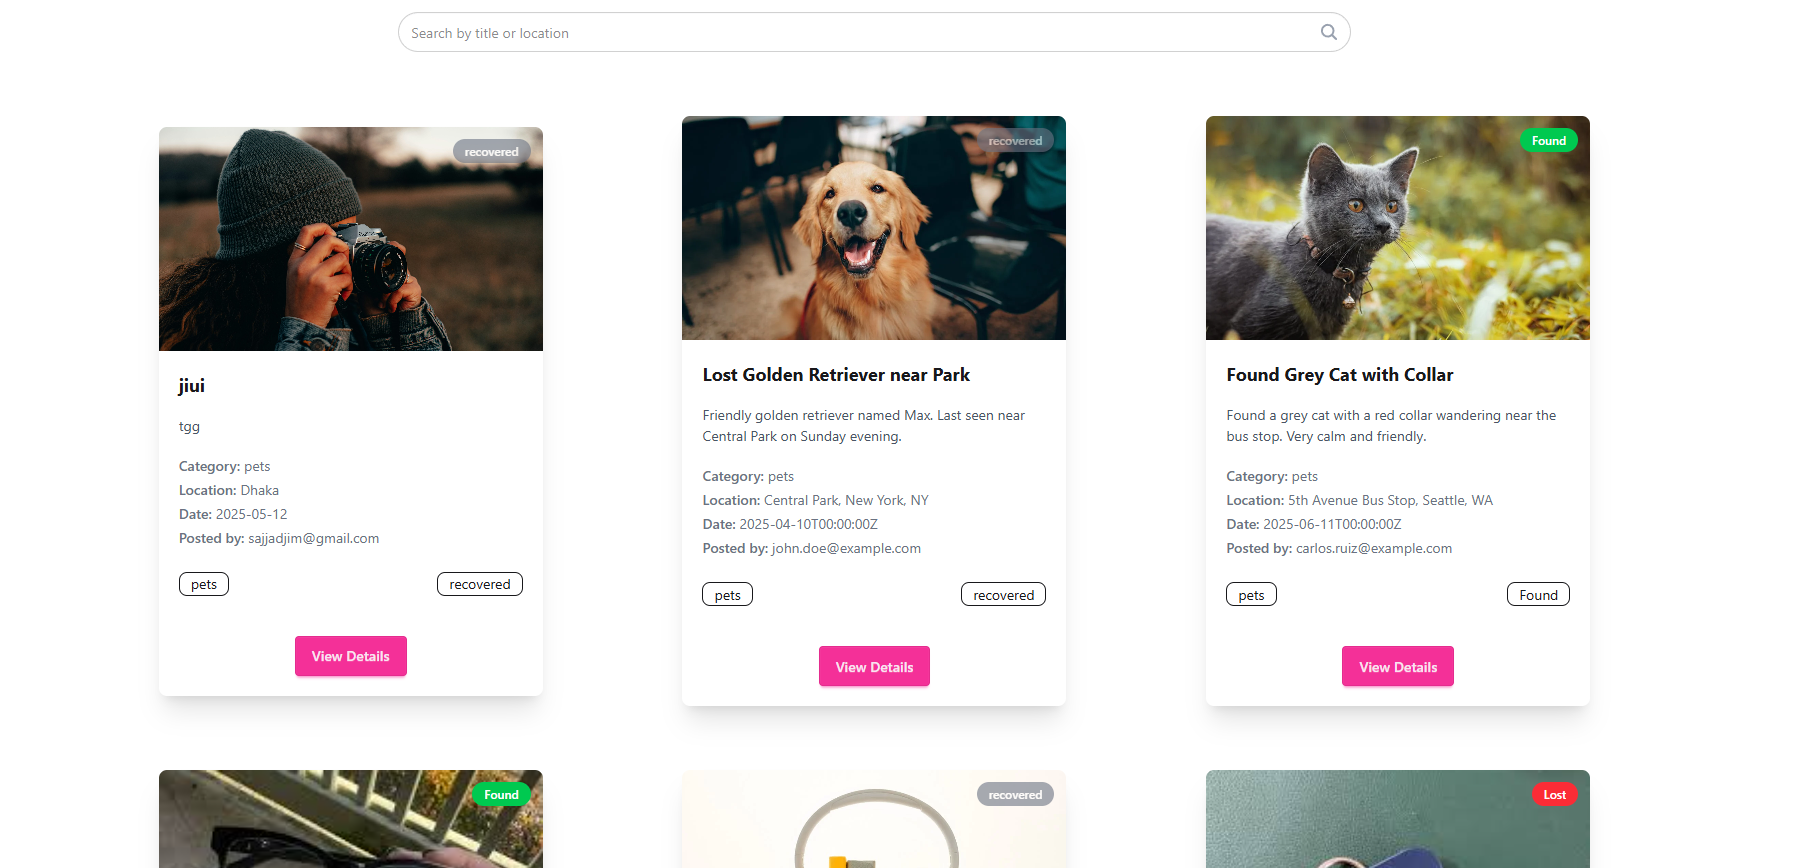 Search by title or location
recovered
jiui
tgg
Category: pets
Location: Dhaka
Date: 2025-05-12
Posted by: sajjadjim@gmail.com
pets
recovered
View Details
recovered
Lost Golden Retriever near Park
Friendly golden retriever named Max. Last seen near
Central Park on Sunday evening.
Category: pets
Location: Central Park, New York, NY
Date: 2025-04-10T00:00:00Z
Posted by: john.doe@example.com
pets
recovered
View Details
Found
Found Grey Cat with Collar
Found a grey cat with a red collar wandering near the
bus stop. Very calm and friendly.
Category: pets
Location: 5th Avenue Bus Stop, Seattle, WA
Date: 2025-06-11T00:00:00Z
Posted by: carlos.ruiz@example.com
pets
Found
View Details
Found
recovered
Lost